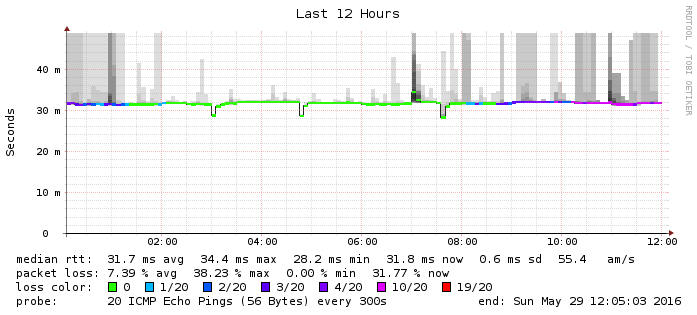 Last 12 Hours
RRDTOOL / TOBI OETIKER
Seconds
40 m
30 m
20 m
10 m
0
02:00 04:00 06:00 08:00 10:00 12:00
median rtt: 31.7 ms avg 34.4 ms max 28.2 ms min 31.8 ms now 0.6 ms sd 55.4 am/s
packet loss: 7.39 % avg 38.23 % max 0.00 % min 31.77 % now
loss color: 0 1/20 2/20 3/20 4/20 10/20 19/20
probe: 20 ICMP Echo Pings (56 Bytes) every 300s end: Sun May 29 12:05:03 2016